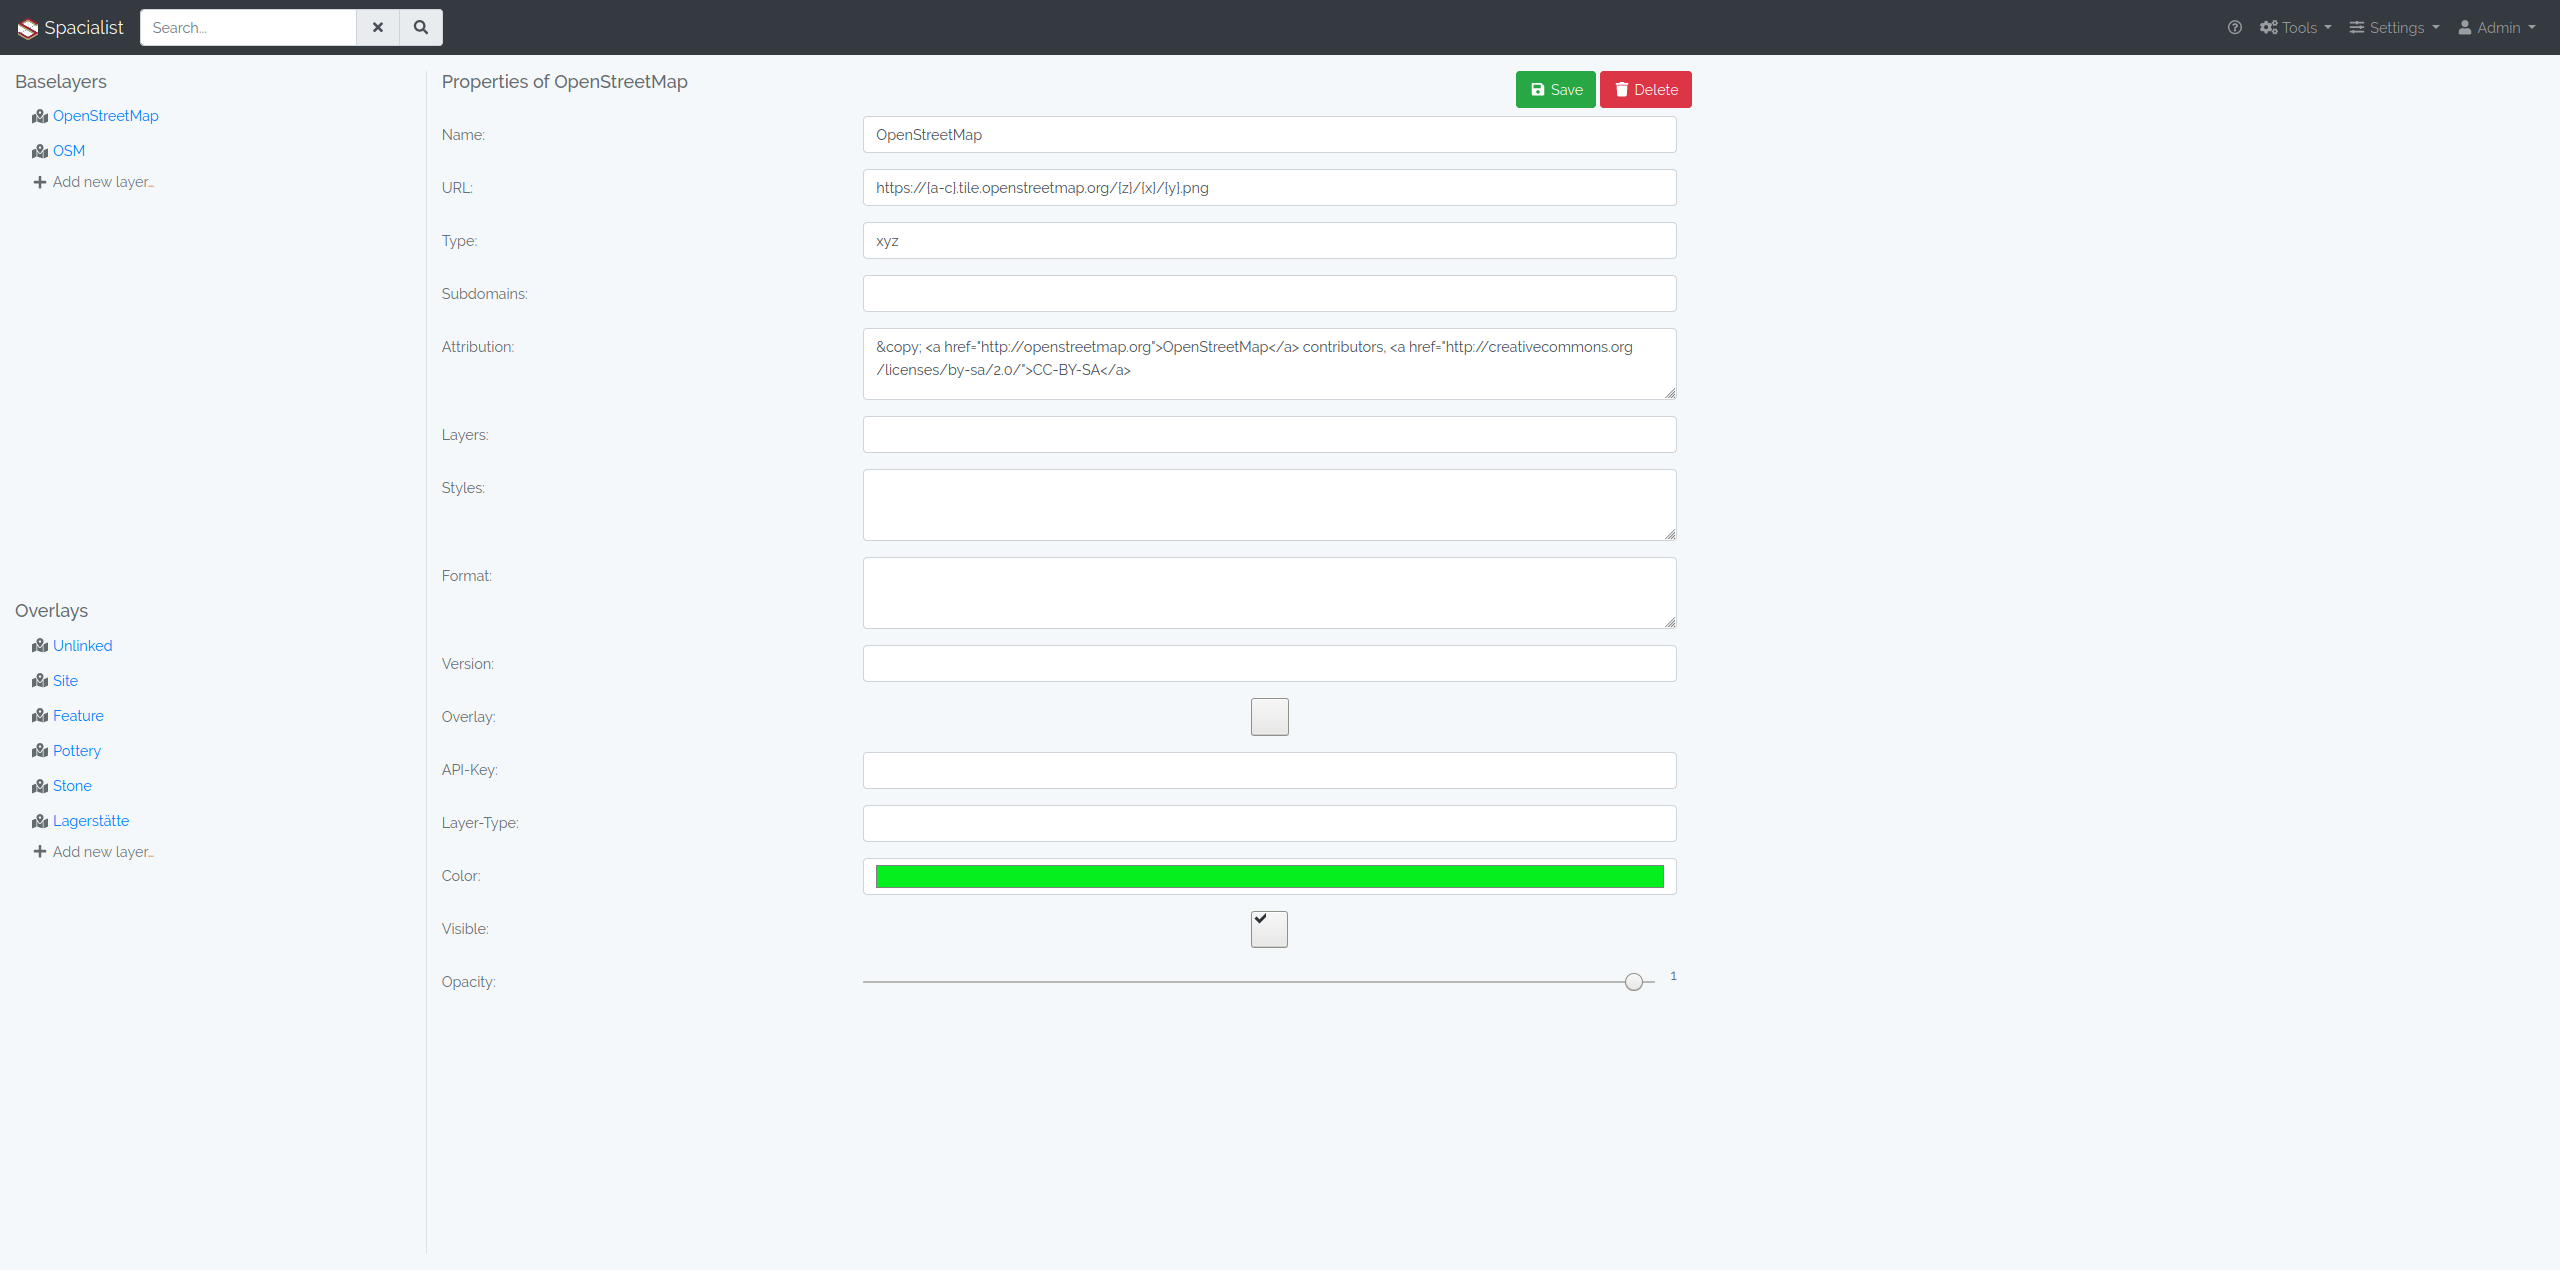 Spacialist
Search...
Tools
Settings
Admin
Baselayers
OpenStreetMap
OSM
Add new layer...
Overlays
Unlinked
Site
Feature
Pottery
Stone
Lagerstätte
Add new layer...
Properties of OpenStreetMap
Save
Delete
Name:
OpenStreetMap
URL:
https://{a-c}.tile.openstreetmap.org/{z}/{x}/{y}.png
Type:
xyz
Subdomains:
Attribution:
&copy; <a href="http://openstreetmap.org">OpenStreetMap</a> contributors, <a href="http://creativecommons.org
/licenses/by-sa/2.0/">CC-BY-SA</a>
Layers:
Styles:
Format:
Version:
Overlay:
API-Key:
Layer-Type:
Color:
Visible:
Opacity:
1